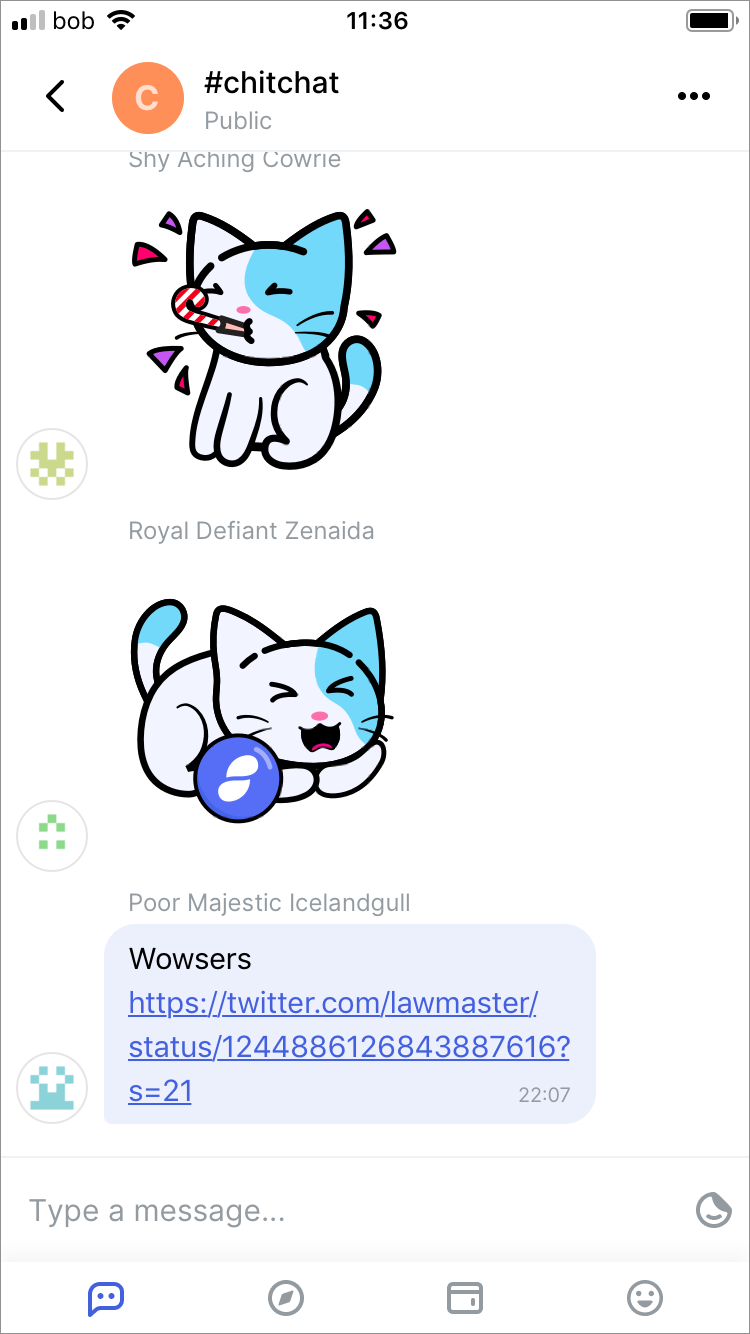 bob 11:36
C
#chitchat
Public
Shy Aching Cowrie
Royal Defiant Zenaida
Poor Majestic Icelandgull
Wowsers
https://twitter.com/lawmaster/
status/1244886126843887616?
s=21
22:07
Type a message...